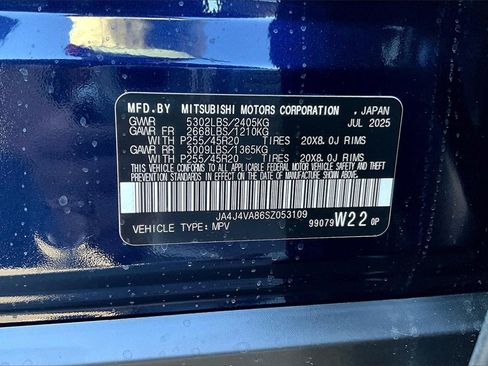 MFD.BY MITSUBISHI MOTORS CORPORATION , JAPAN
GVWR 5302LBS/2405KG JUL 2025
GAWR FR 2668LBS/1210KG
WITH P255/45R20 TIRES 20X8.0J RIMS
GAWR RR 3009LBS/1365KG
WITH P255/45R20 TIRES 20X8.0J RIMS
THIS VEHICLE CONFORMS TO ALL APPLICABLE FEDERAL MOTOR VEHICLE SAFETY AND THEFT
PREVENTION STANDARDS IN EFFECT ON THE DATE OF MANUFACTURE SHOWN ABOVE.
JA4J4VA86SZ053109
VEHICLE TYPE: MPV 99079 W22 0P